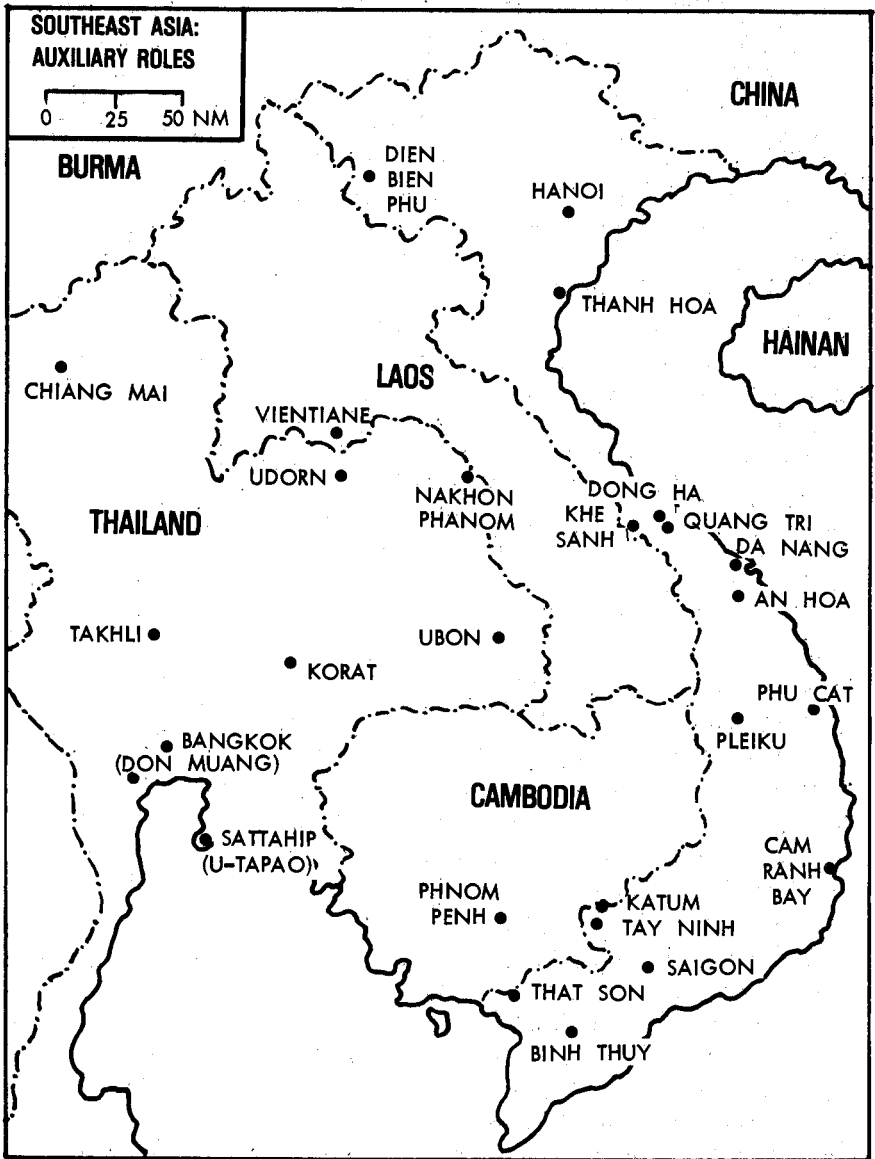 SOUTHEAST ASIA:
AUXILIARY ROLES
0 25 50 NM
CHINA
BURMA
DIEN
BIEN
PHU
HANOI
THANH HOA
HAINAN
CHIANG MAI
LAOS
VIENTIANE
UDORN
NAKHON
PHANOM
THAILAND
DONG HA
KHE
SANH
QUANG TRI
DA NANG
AN HOA
TAKHLI
KORAT
UBON
PHU CAT
PLEIKU
BANGKOK
(DON MUANG)
SATTAHIP
(U-TAPAO)
CAMBODIA
CAM
RANH
BAY
PHNOM
PENH
KATUM
TAY NINH
SAIGON
THAT SON
BINH THUY